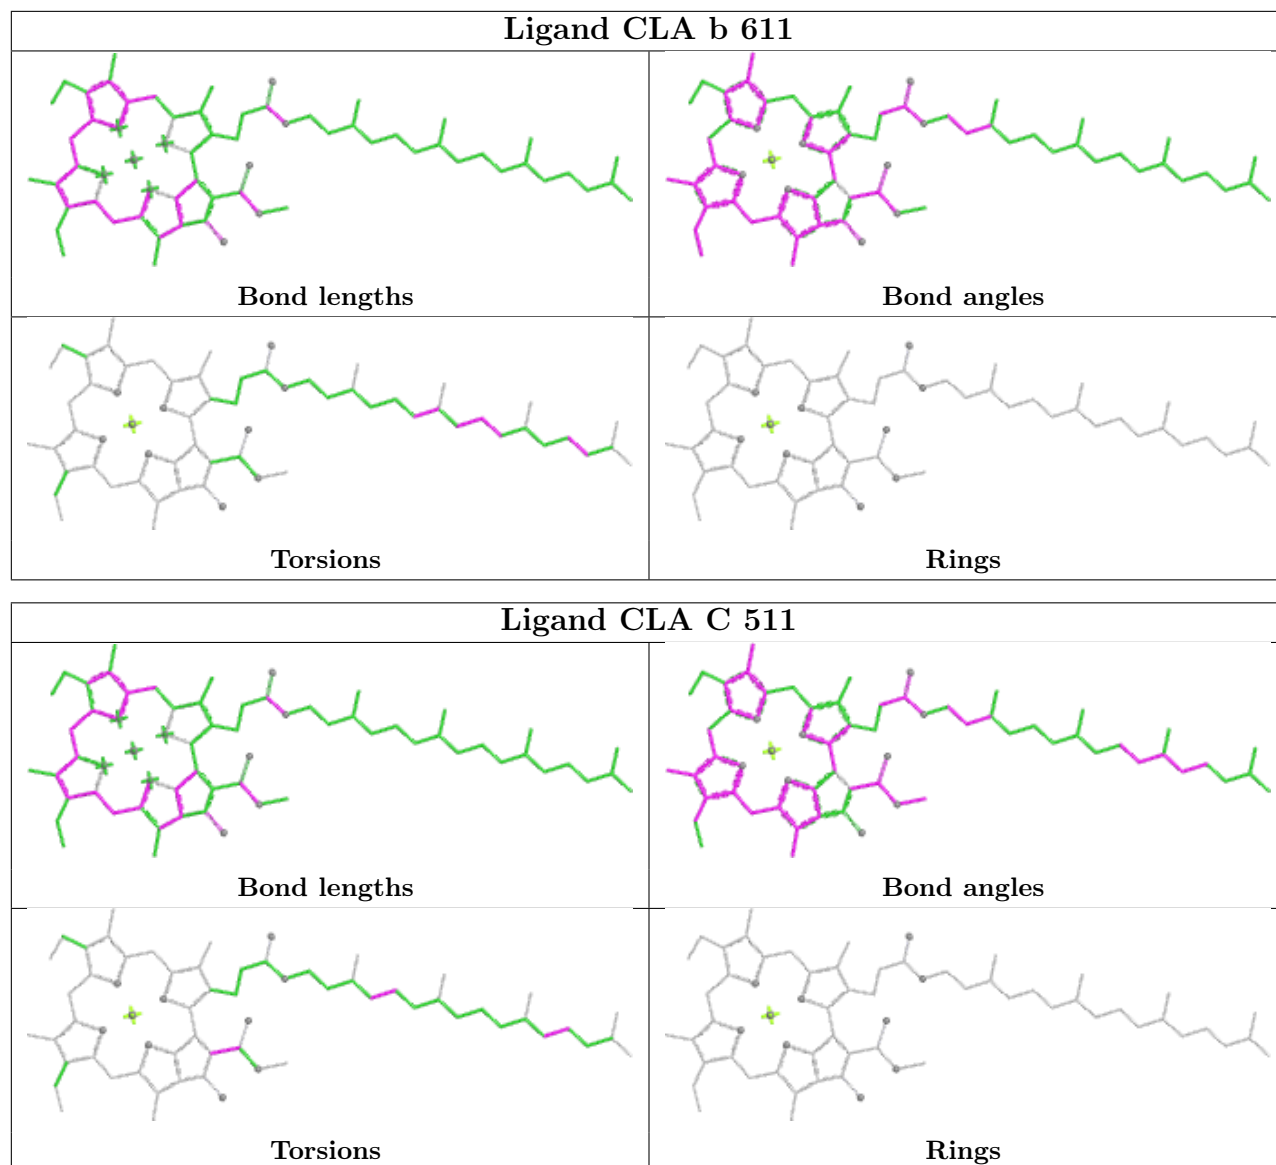 Ligand CLA b 611
Bond lengths
Bond angles
Torsions
Rings
Ligand CLA C 511
Bond lengths
Bond angles
Torsions
Rings